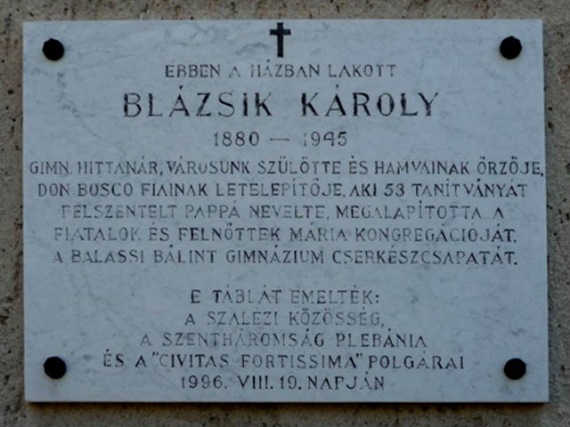 EBBEN A HÁZBAN LAKOTT
BLÁZSIK KÁROLY
1880 — 1945
GIMN. HITTANÁR, VÁROSUNK SZÜLÖTTE ÉS HAMVAINAK ŐRZŐJE,
DON BOSCO FIAINAK LETELEPÍTŐJE, AKI 53 TANÍTVÁNYÁT
FELSZENTELT PAPPÁ NEVELTE, MEGALAPÍTOTTA A
FIATALOK ÉS FELNŐTTEK MÁRIA KONGREGÁCIÓJÁT,
A BALASSI BÁLINT GIMNÁZIUM CSERKÉSZCSAPATÁT.
E TÁBLÁT EMELTÉK:
A SZALÉZI KÖZÖSSÉG,
A SZENTHÁROMSÁG PLÉBÁNIA
ÉS A "CIVITAS FORTISSIMA" POLGÁRAI
1996. VIII. 19. NAPJÁN